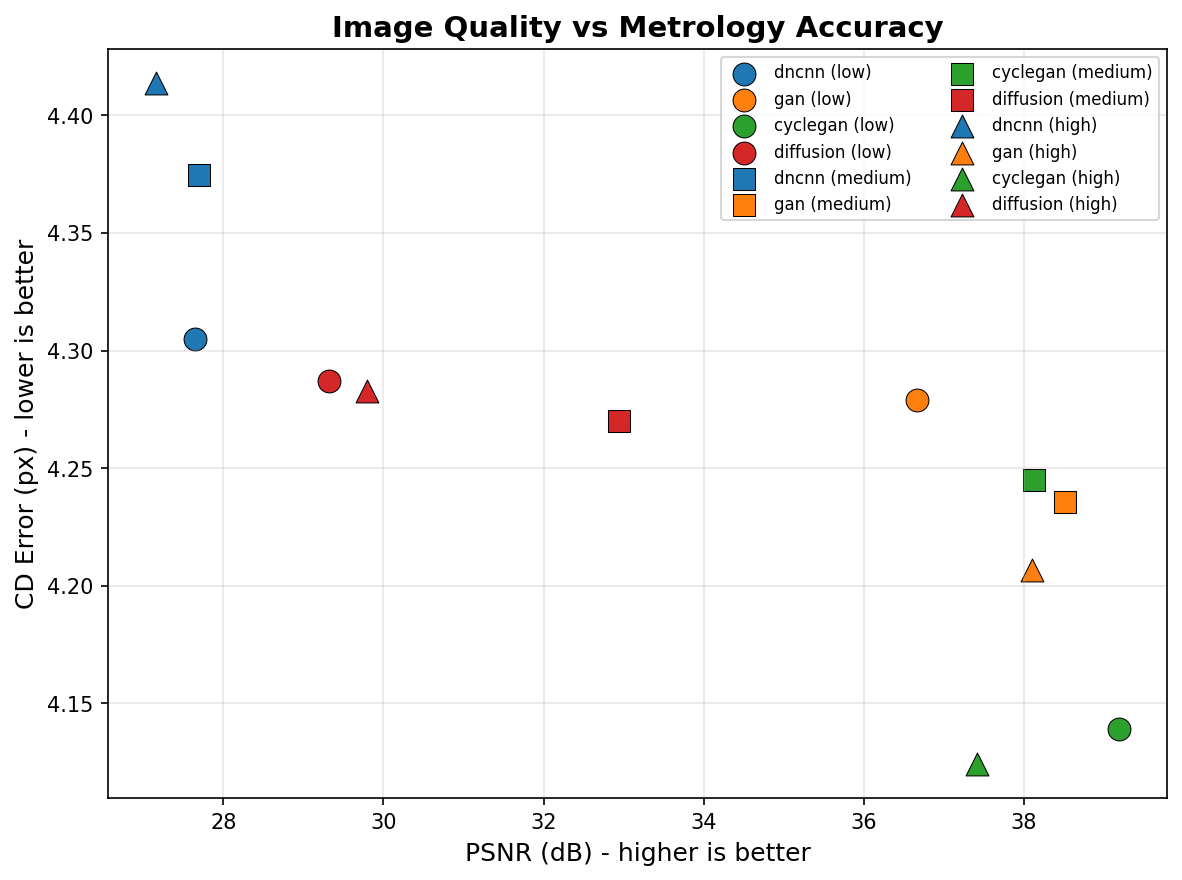 Image Quality vs Metrology Accuracy
dncnn (low)
gan (low)
cyclegan (low)
diffusion (low)
dncnn (medium)
gan (medium)
cyclegan (medium)
diffusion (medium)
dncnn (high)
gan (high)
cyclegan (high)
diffusion (high)
CD Error (px) - lower is better
4.40
4.35
4.30
4.25
4.20
4.15
28 30 32 34 36 38
PSNR (dB) - higher is better